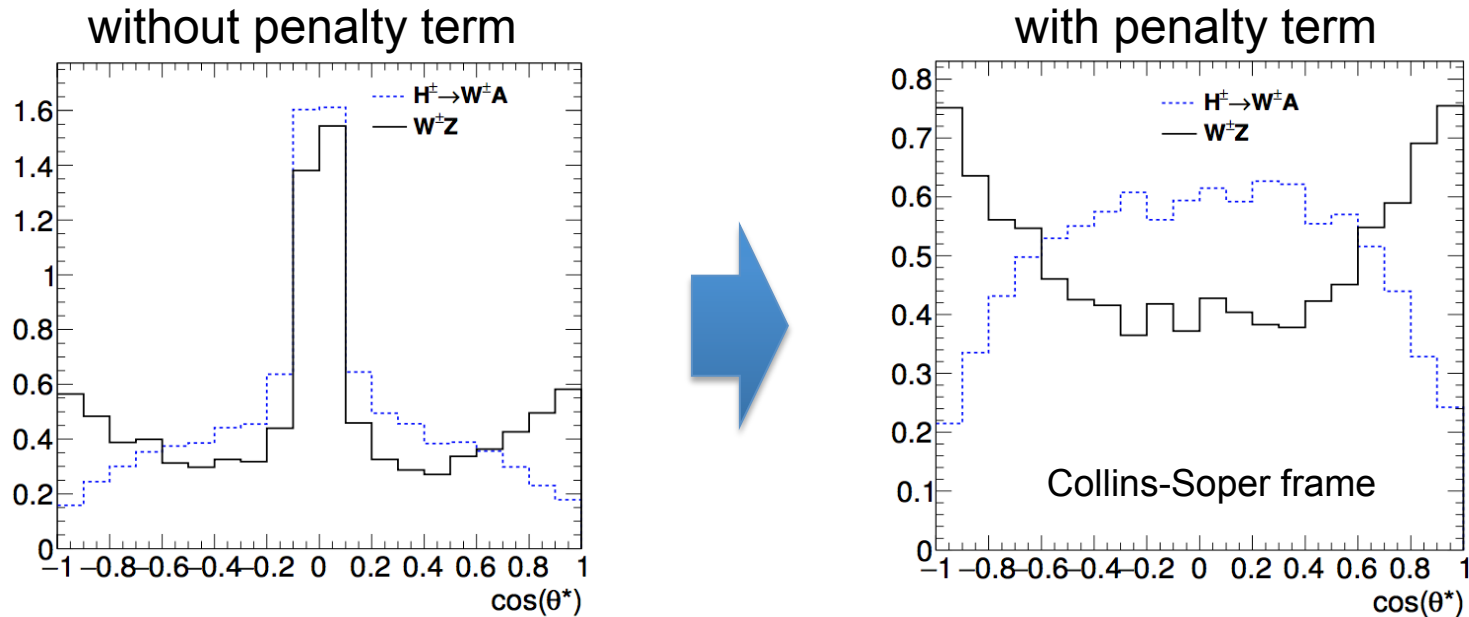 without penalty term
H±→W±A
W±Z
1.6
1.4
1.2
1
0.8
0.6
0.4
0.2
0
−1 −0.8 −0.6 −0.4 −0.2 0 0.2 0.4 0.6 0.8 1
cos(θ*)
with penalty term
H±→W±A
W±Z
0.8
0.7
0.6
0.5
0.4
0.3
0.2
0.1
0
Collins-Soper frame
−1 −0.8 −0.6 −0.4 −0.2 0 0.2 0.4 0.6 0.8 1
cos(θ*)